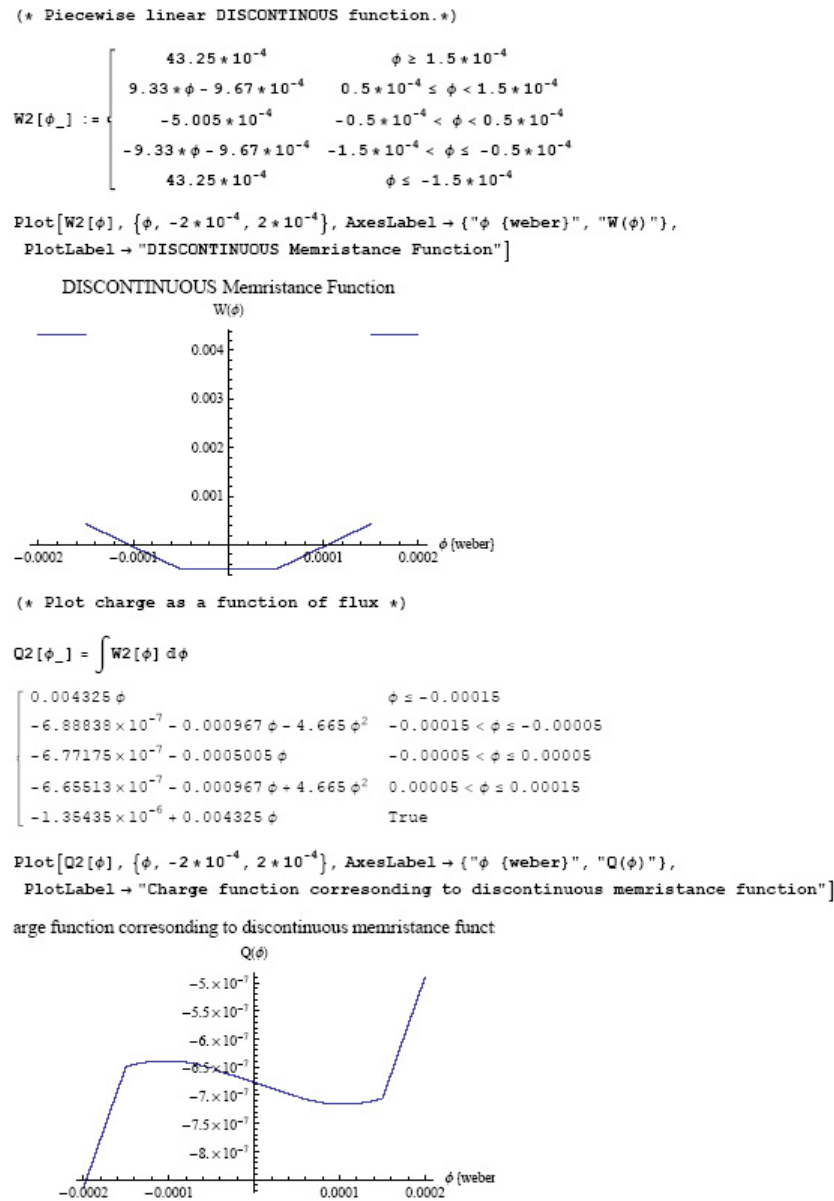 (* Piecewise linear DISCONTINOUS function.*)
W2[ϕ_] :=
43.25*10⁻⁴ ϕ ≥ 1.5*10⁻⁴
9.33*ϕ - 9.67*10⁻⁴ 0.5*10⁻⁴ ≤ ϕ < 1.5*10⁻⁴
-5.005*10⁻⁴ -0.5*10⁻⁴ < ϕ < 0.5*10⁻⁴
-9.33*ϕ - 9.67*10⁻⁴ -1.5*10⁻⁴ < ϕ ≤ -0.5*10⁻⁴
43.25*10⁻⁴ ϕ ≤ -1.5*10⁻⁴
Plot[W2[ϕ], {ϕ, -2*10⁻⁴, 2*10⁻⁴}, AxesLabel → {"ϕ {weber}", "W(ϕ)"},
PlotLabel → "DISCONTINUOUS Memristance Function"]
DISCONTINUOUS Memristance Function
W(ϕ)
0.004
0.003
0.002
0.001
ϕ {weber}
-0.0002 -0.0001 0.0001 0.0002
(* Plot charge as a function of flux *)
Q2[ϕ_] = ∫W2[ϕ] ⅆϕ
0.004325 ϕ ϕ ≤ -0.00015
-6.88838×10⁻⁷ - 0.000967 ϕ - 4.665 ϕ² -0.00015 < ϕ ≤ -0.00005
-6.77175×10⁻⁷ - 0.0005005 ϕ -0.00005 < ϕ ≤ 0.00005
-6.65513×10⁻⁷ - 0.000967 ϕ + 4.665 ϕ² 0.00005 < ϕ ≤ 0.00015
-1.35435×10⁻⁶ + 0.004325 ϕ True
Plot[Q2[ϕ], {ϕ, -2*10⁻⁴, 2*10⁻⁴}, AxesLabel → {"ϕ {weber}", "Q(ϕ)"},
PlotLabel → "Charge function corresonding to discontinuous memristance function"]
arge function corresonding to discontinuous memristance funct
Q(ϕ)
-5.×10⁻⁷
-5.5×10⁻⁷
-6.×10⁻⁷
-6.5×10⁻⁷
-7.×10⁻⁷
-7.5×10⁻⁷
-8.×10⁻⁷
ϕ {weber
-0.0002 -0.0001 0.0001 0.0002